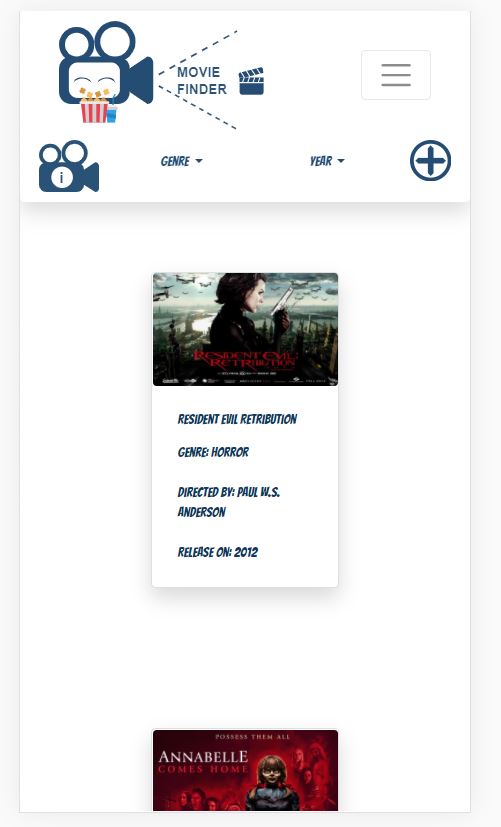 MOVIE
FINDER
i
GENRE
YEAR
RESIDENT EVIL:
RETRIBUTION
RESIDENT EVIL RETRIBUTION
GENRE: HORROR
DIRECTED BY: PAUL W.S.
ANDERSON
RELEASE ON: 2012
POSSESS THEM ALL
ANNABELLE
COMES HOME